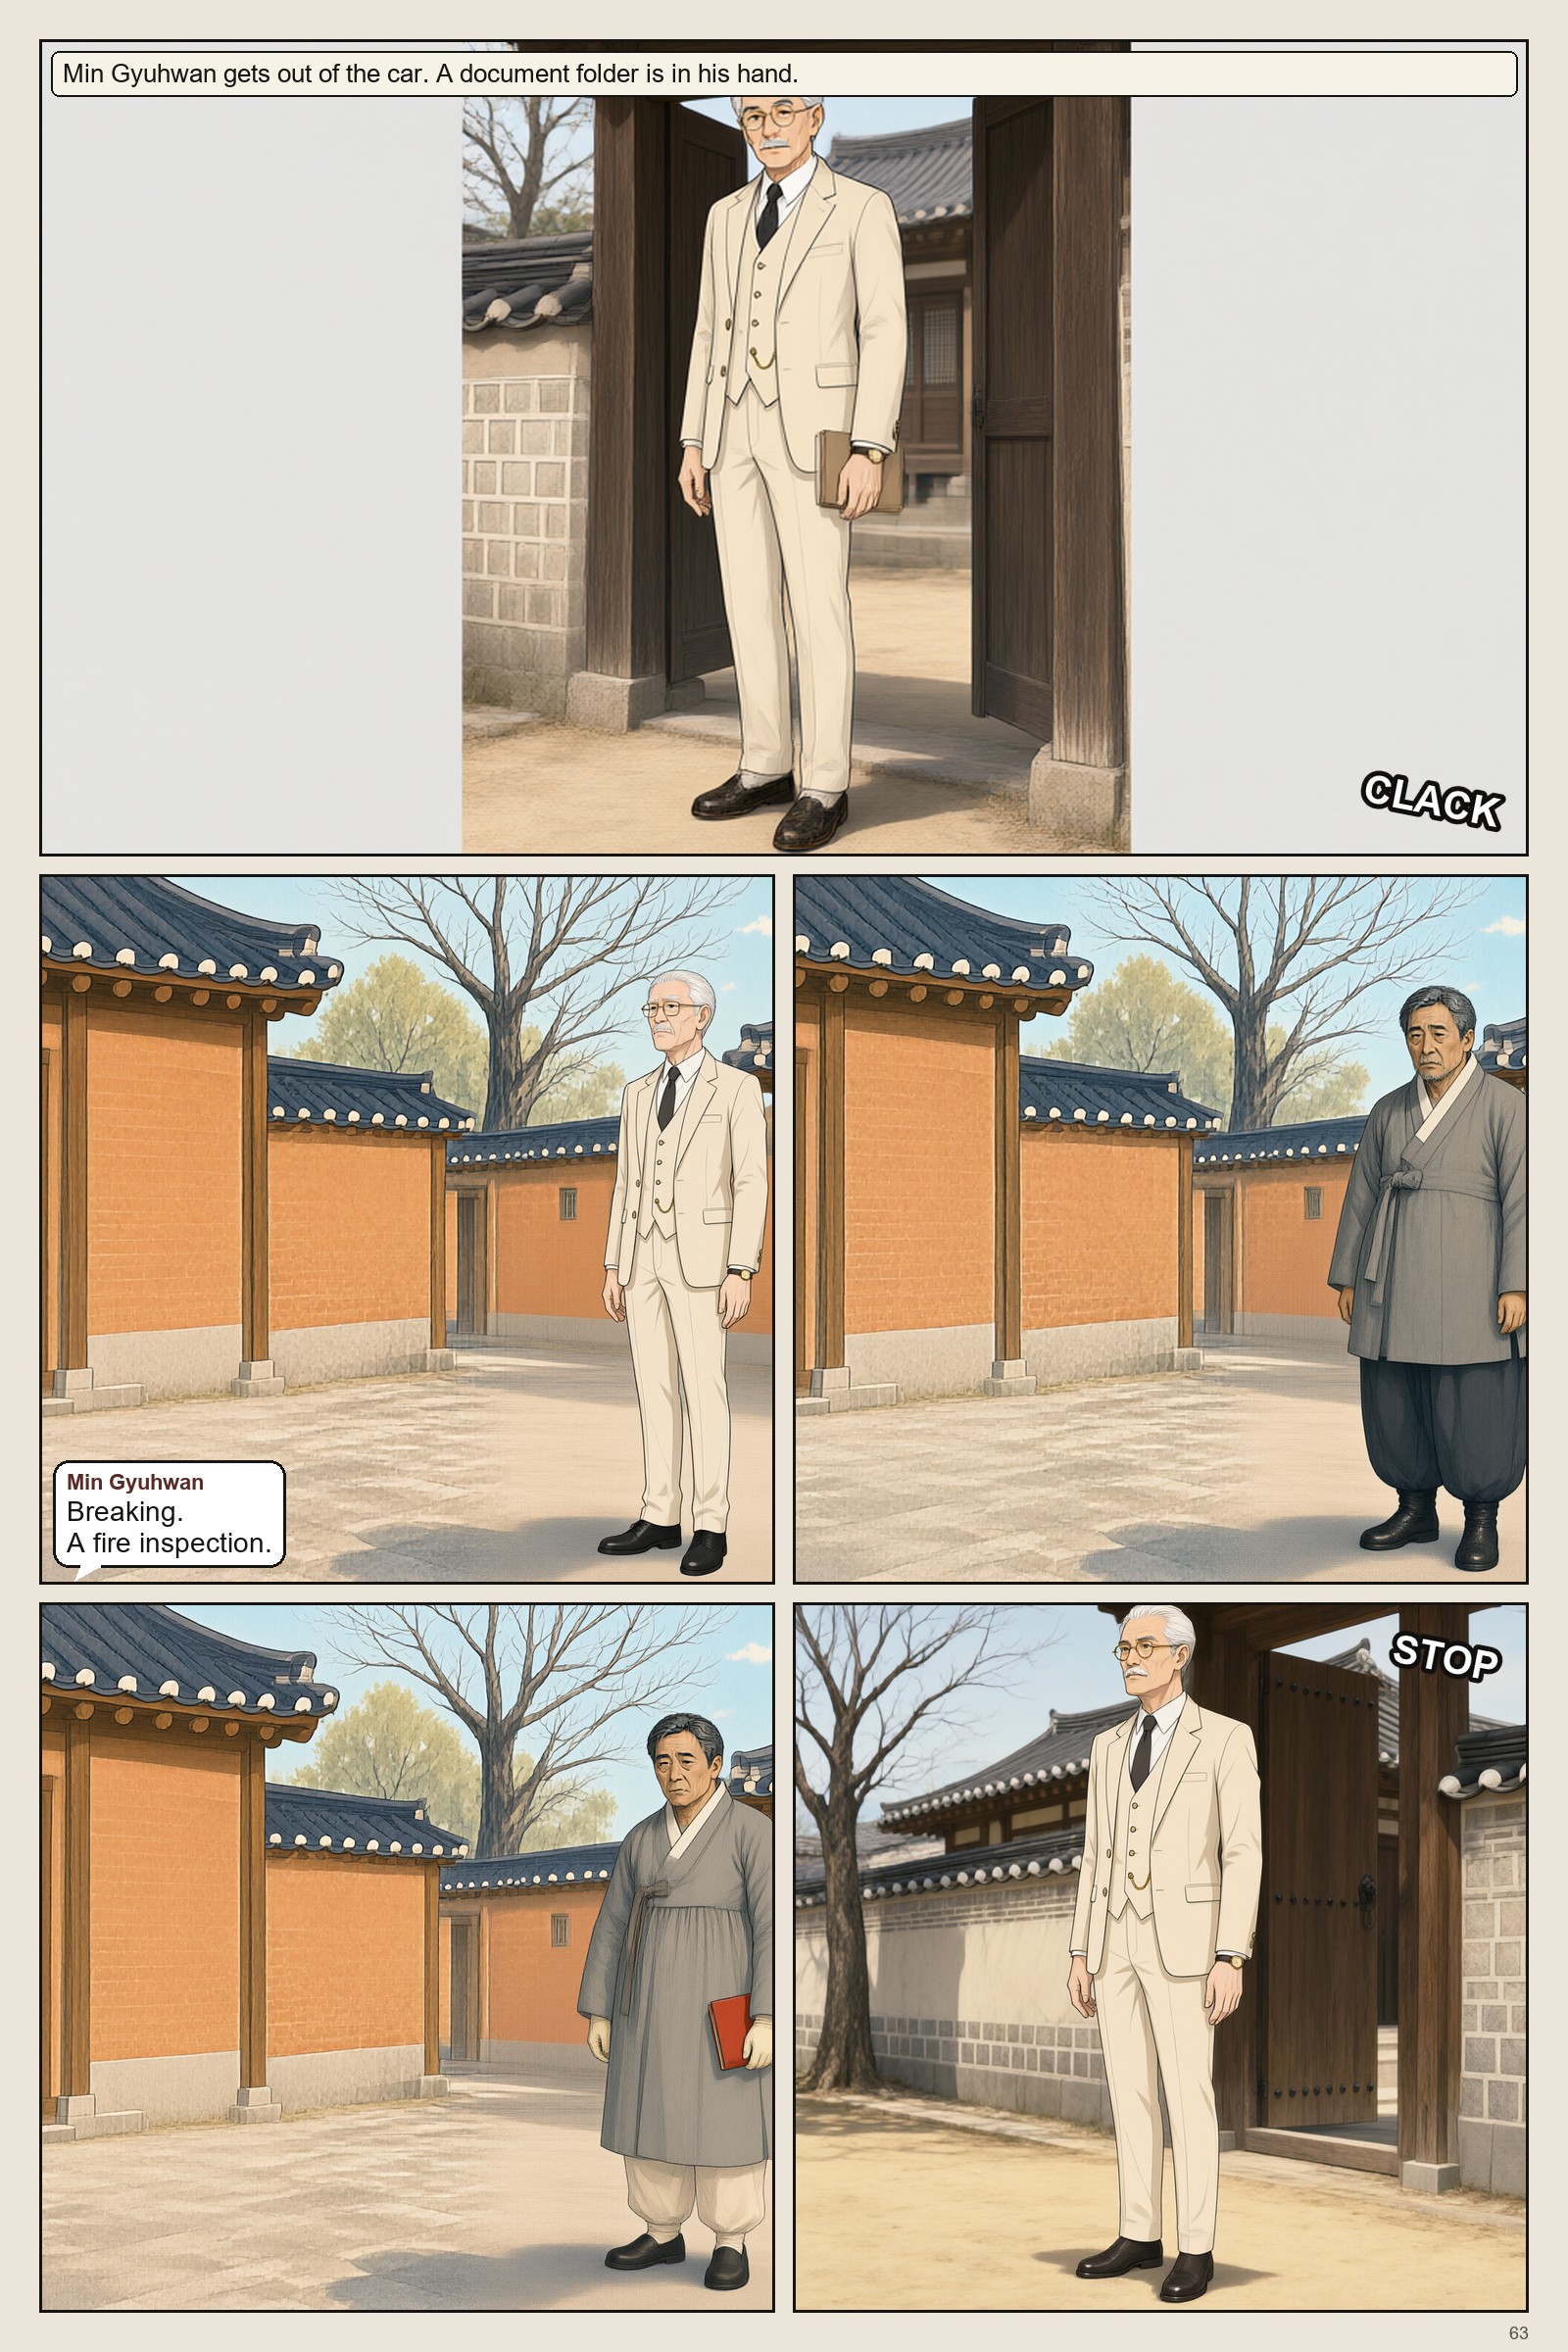 Min Gyuhwan gets out of the car. A document folder is in his hand.
CLACK
Min Gyuhwan
Breaking.
A fire inspection.
STOP
63